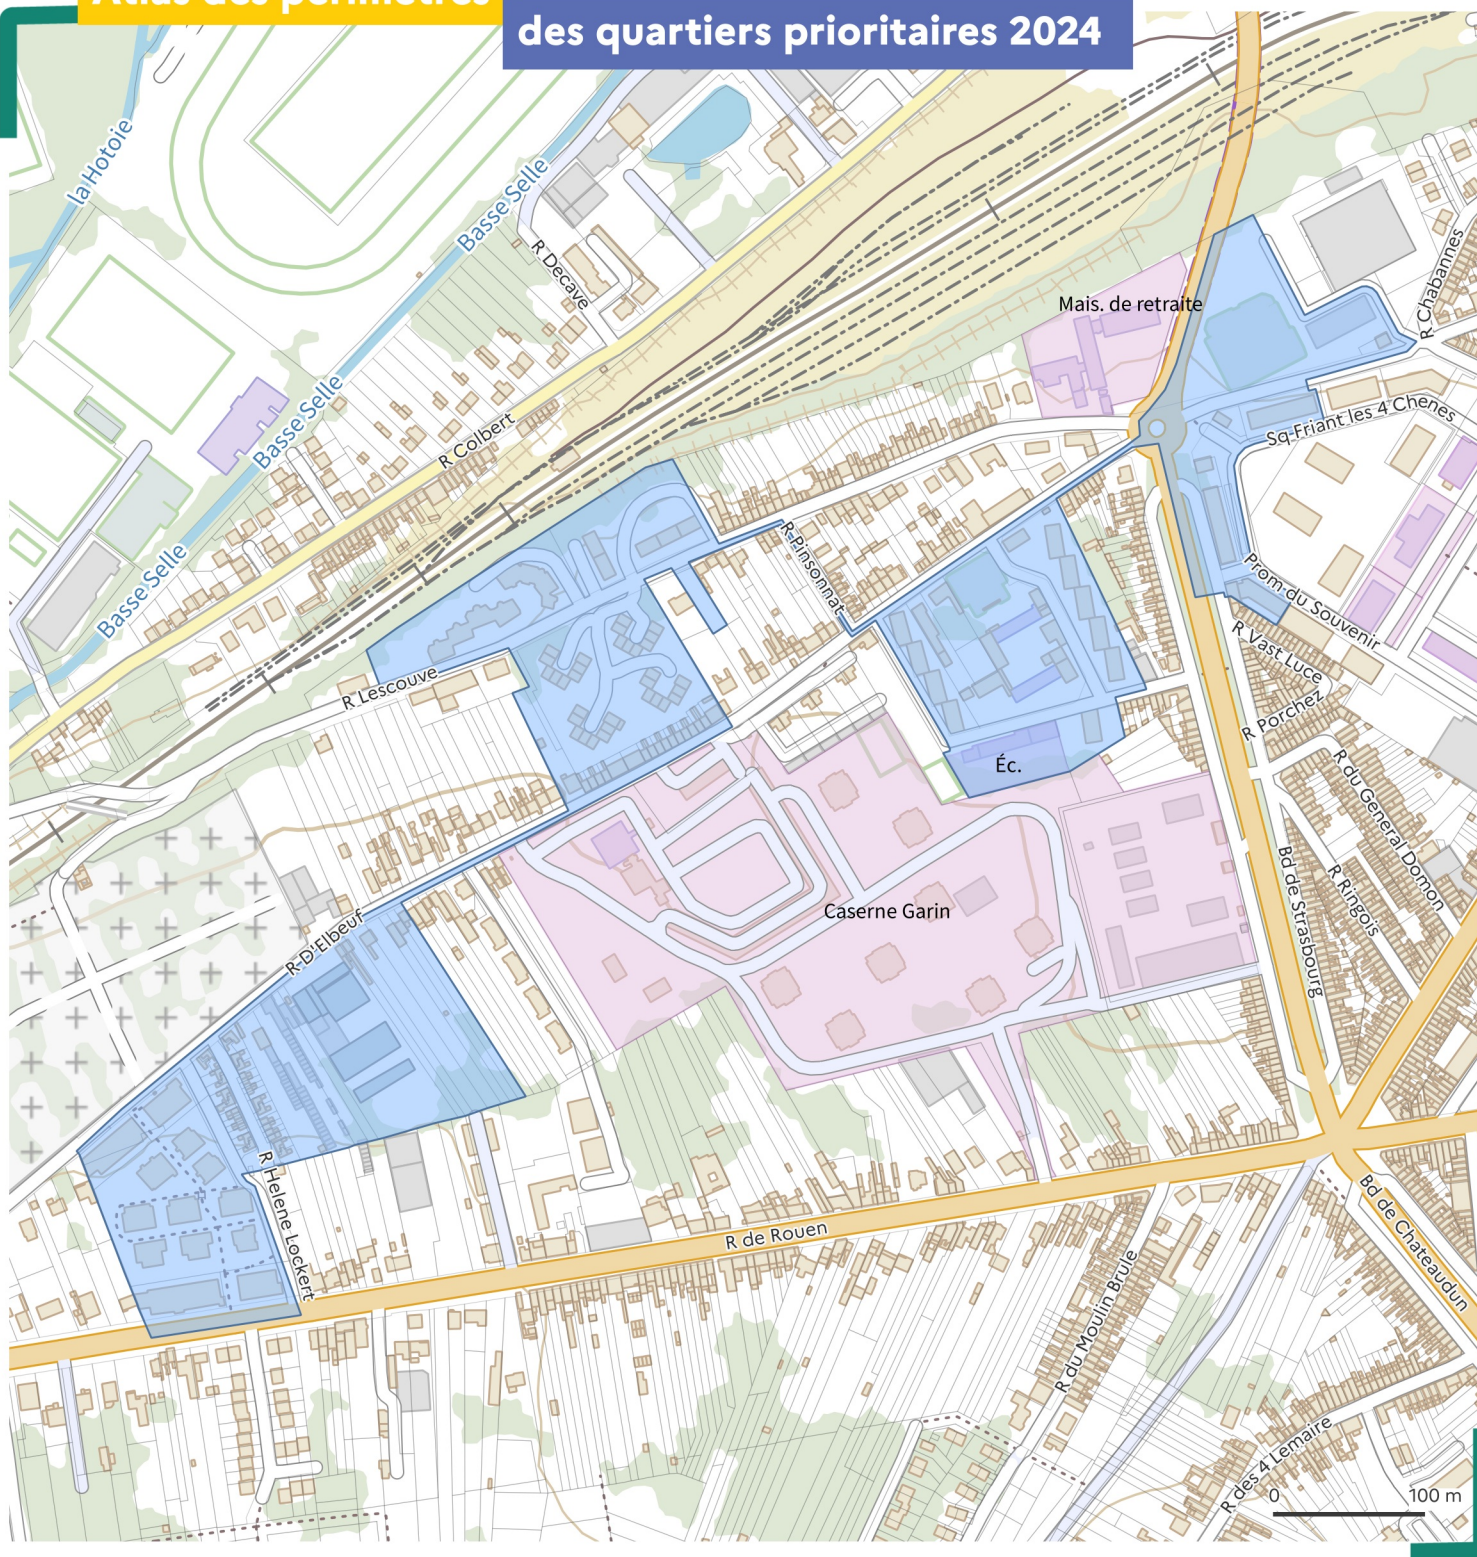 Atlas des périmètres
des quartiers prioritaires 2024
la Hotoie
Basse Selle
R Decave
R Chabannes
Mais. de retraite
Basse Selle
R Colbert
Sq Friant les 4 Chenes
Basse Selle
R Pinsonnat
Prom du Souvenir
R Vast Luce
R Lescouve
R Porchez
Éc.
R du General Domon
R Ringois
Bd de Strasbourg
Caserne Garin
R D'Elbeuf
R Helene Lockert
R de Rouen
Bd de Chateaudun
R du Moulin Brule
R des 4 Lemaire
0 100 m